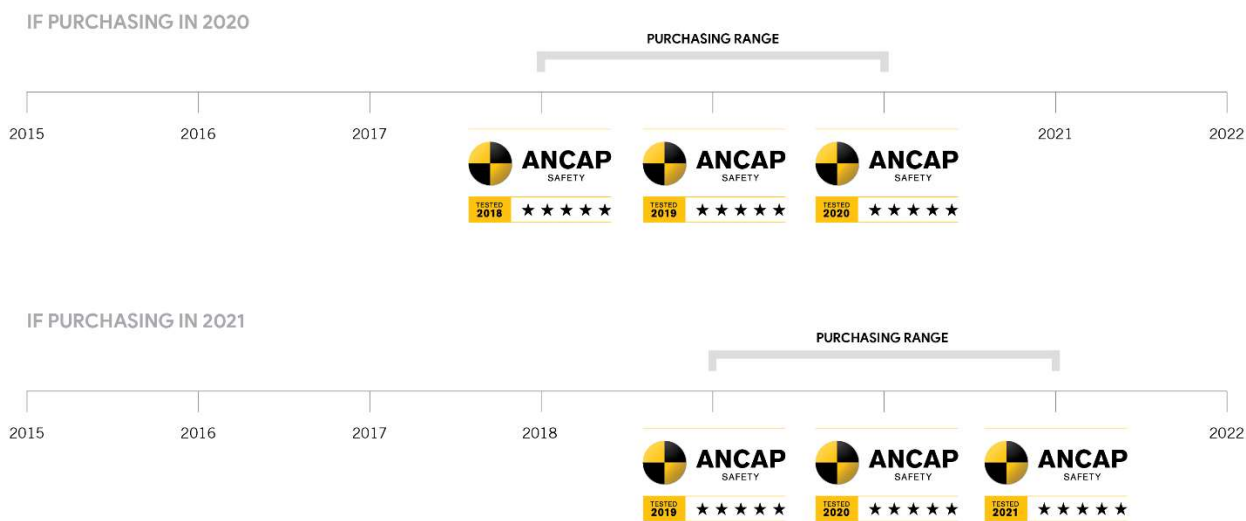 IF PURCHASING IN 2020
PURCHASING RANGE
2015 2016 2017 2021 2022
ANCAP ANCAP ANCAP
SAFETY SAFETY SAFETY
TESTED 2018 ★★★★★ TESTED 2019 ★★★★★ TESTED 2020 ★★★★★
IF PURCHASING IN 2021
PURCHASING RANGE
2015 2016 2017 2018 2022
ANCAP ANCAP ANCAP
SAFETY SAFETY SAFETY
TESTED 2019 ★★★★★ TESTED 2020 ★★★★★ TESTED 2021 ★★★★★